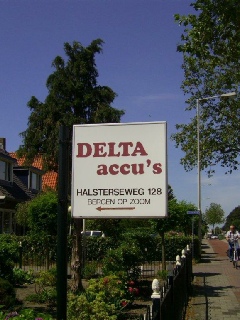 DELTA
accu's
HALSTERSEWEG 128
BERGEN OP ZOOM